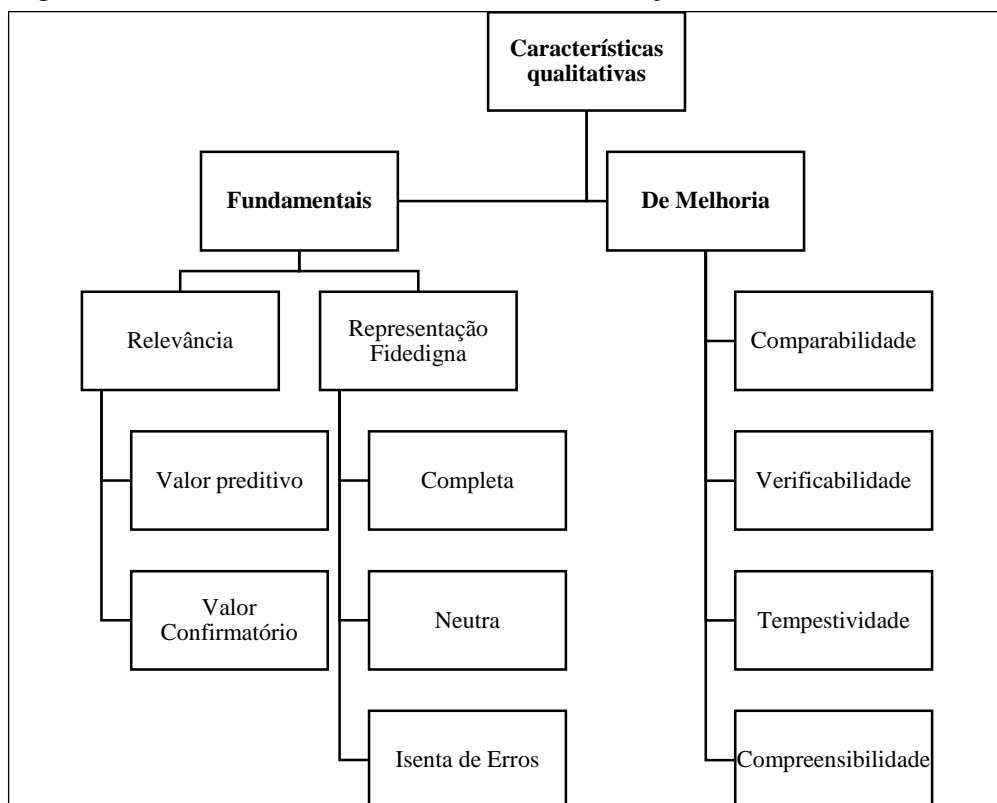 Características
qualitativas
Fundamentais
De Melhoria
Relevância
Representação
Fidedigna
Comparabilidade
Valor preditivo
Completa
Verificabilidade
Valor
Confirmatório
Neutra
Tempestividade
Isenta de Erros
Compreensibilidade